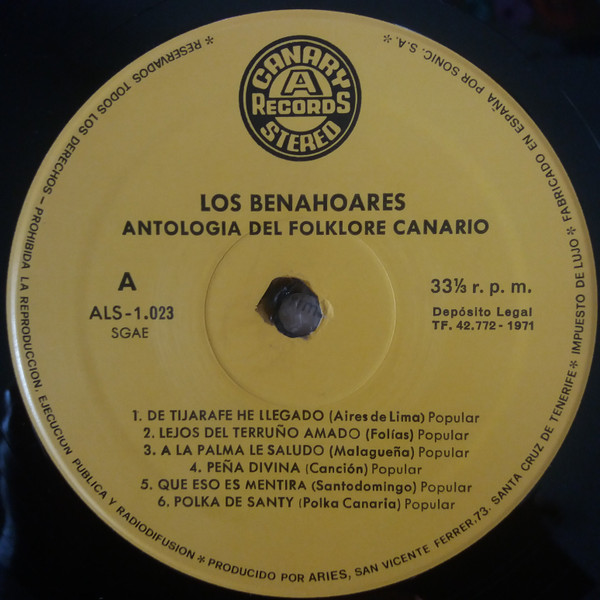 CANARY
A
RECORDS
STEREO
LOS BENAHOARES
ANTOLOGIA DEL FOLKLORE CANARIO
A
ALS-1.023
SGAE
33⅓ r. p. m.
Depósito Legal
TF. 42.772 - 1971
1. DE TIJARAFE HE LLEGADO (Aires de Lima) Popular
2. LEJOS DEL TERRUÑO AMADO (Folías) Popular
3. A LA PALMA LE SALUDO (Malagueña) Popular
4. PEÑA DIVINA (Canción) Popular
5. QUE ESO ES MENTIRA (Santodomingo) Popular
6. POLKA DE SANTY (Polka Canaria) Popular
* RESERVADOS TODOS LOS DERECHOS - PROHIBIDA LA REPRODUCCION, EJECUCION PUBLICA Y RADIODIFUSION * PRODUCIDO POR ARIES, SAN VICENTE FERRER, 73. SANTA CRUZ DE TENERIFE * IMPUESTO DE LUJO * FABRICADO EN ESPAÑA POR SONIC, S.A. *